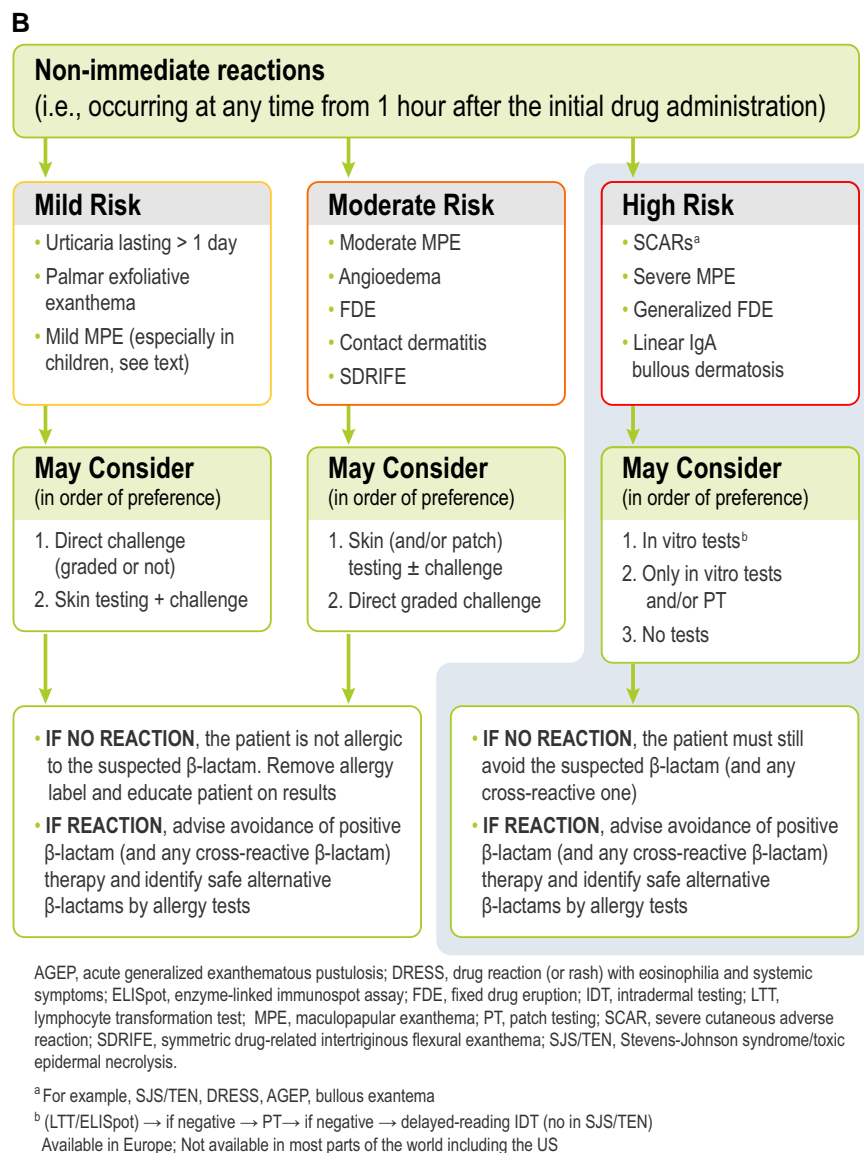 B
Non-immediate reactions
(i.e., occurring at any time from 1 hour after the initial drug administration)
Mild Risk
• Urticaria lasting > 1 day
• Palmar exfoliative
exanthema
• Mild MPE (especially in
children, see text)
Moderate Risk
• Moderate MPE
• Angioedema
• FDE
• Contact dermatitis
• SDRIFE
High Risk
• SCARsᵃ
• Severe MPE
• Generalized FDE
• Linear IgA
bullous dermatosis
May Consider
(in order of preference)
1. Direct challenge
(graded or not)
2. Skin testing + challenge
May Consider
(in order of preference)
1. Skin (and/or patch)
testing ± challenge
2. Direct graded challenge
May Consider
(in order of preference)
1. In vitro testsᵇ
2. Only in vitro tests
and/or PT
3. No tests
• IF NO REACTION, the patient is not allergic
to the suspected β-lactam. Remove allergy
label and educate patient on results
• IF REACTION, advise avoidance of positive
β-lactam (and any cross-reactive β-lactam)
therapy and identify safe alternative
β-lactams by allergy tests
• IF NO REACTION, the patient must still
avoid the suspected β-lactam (and any
cross-reactive one)
• IF REACTION, advise avoidance of positive
β-lactam (and any cross-reactive β-lactam)
therapy and identify safe alternative
β-lactams by allergy tests
AGEP, acute generalized exanthematous pustulosis; DRESS, drug reaction (or rash) with eosinophilia and systemic
symptoms; ELISpot, enzyme-linked immunospot assay; FDE, fixed drug eruption; IDT, intradermal testing; LTT,
lymphocyte transformation test; MPE, maculopapular exanthema; PT, patch testing; SCAR, severe cutaneous adverse
reaction; SDRIFE, symmetric drug-related intertriginous flexural exanthema; SJS/TEN, Stevens-Johnson syndrome/toxic
epidermal necrolysis.
ᵃ For example, SJS/TEN, DRESS, AGEP, bullous exantema
ᵇ (LTT/ELISpot) → if negative → PT→ if negative → delayed-reading IDT (no in SJS/TEN)
Available in Europe; Not available in most parts of the world including the US